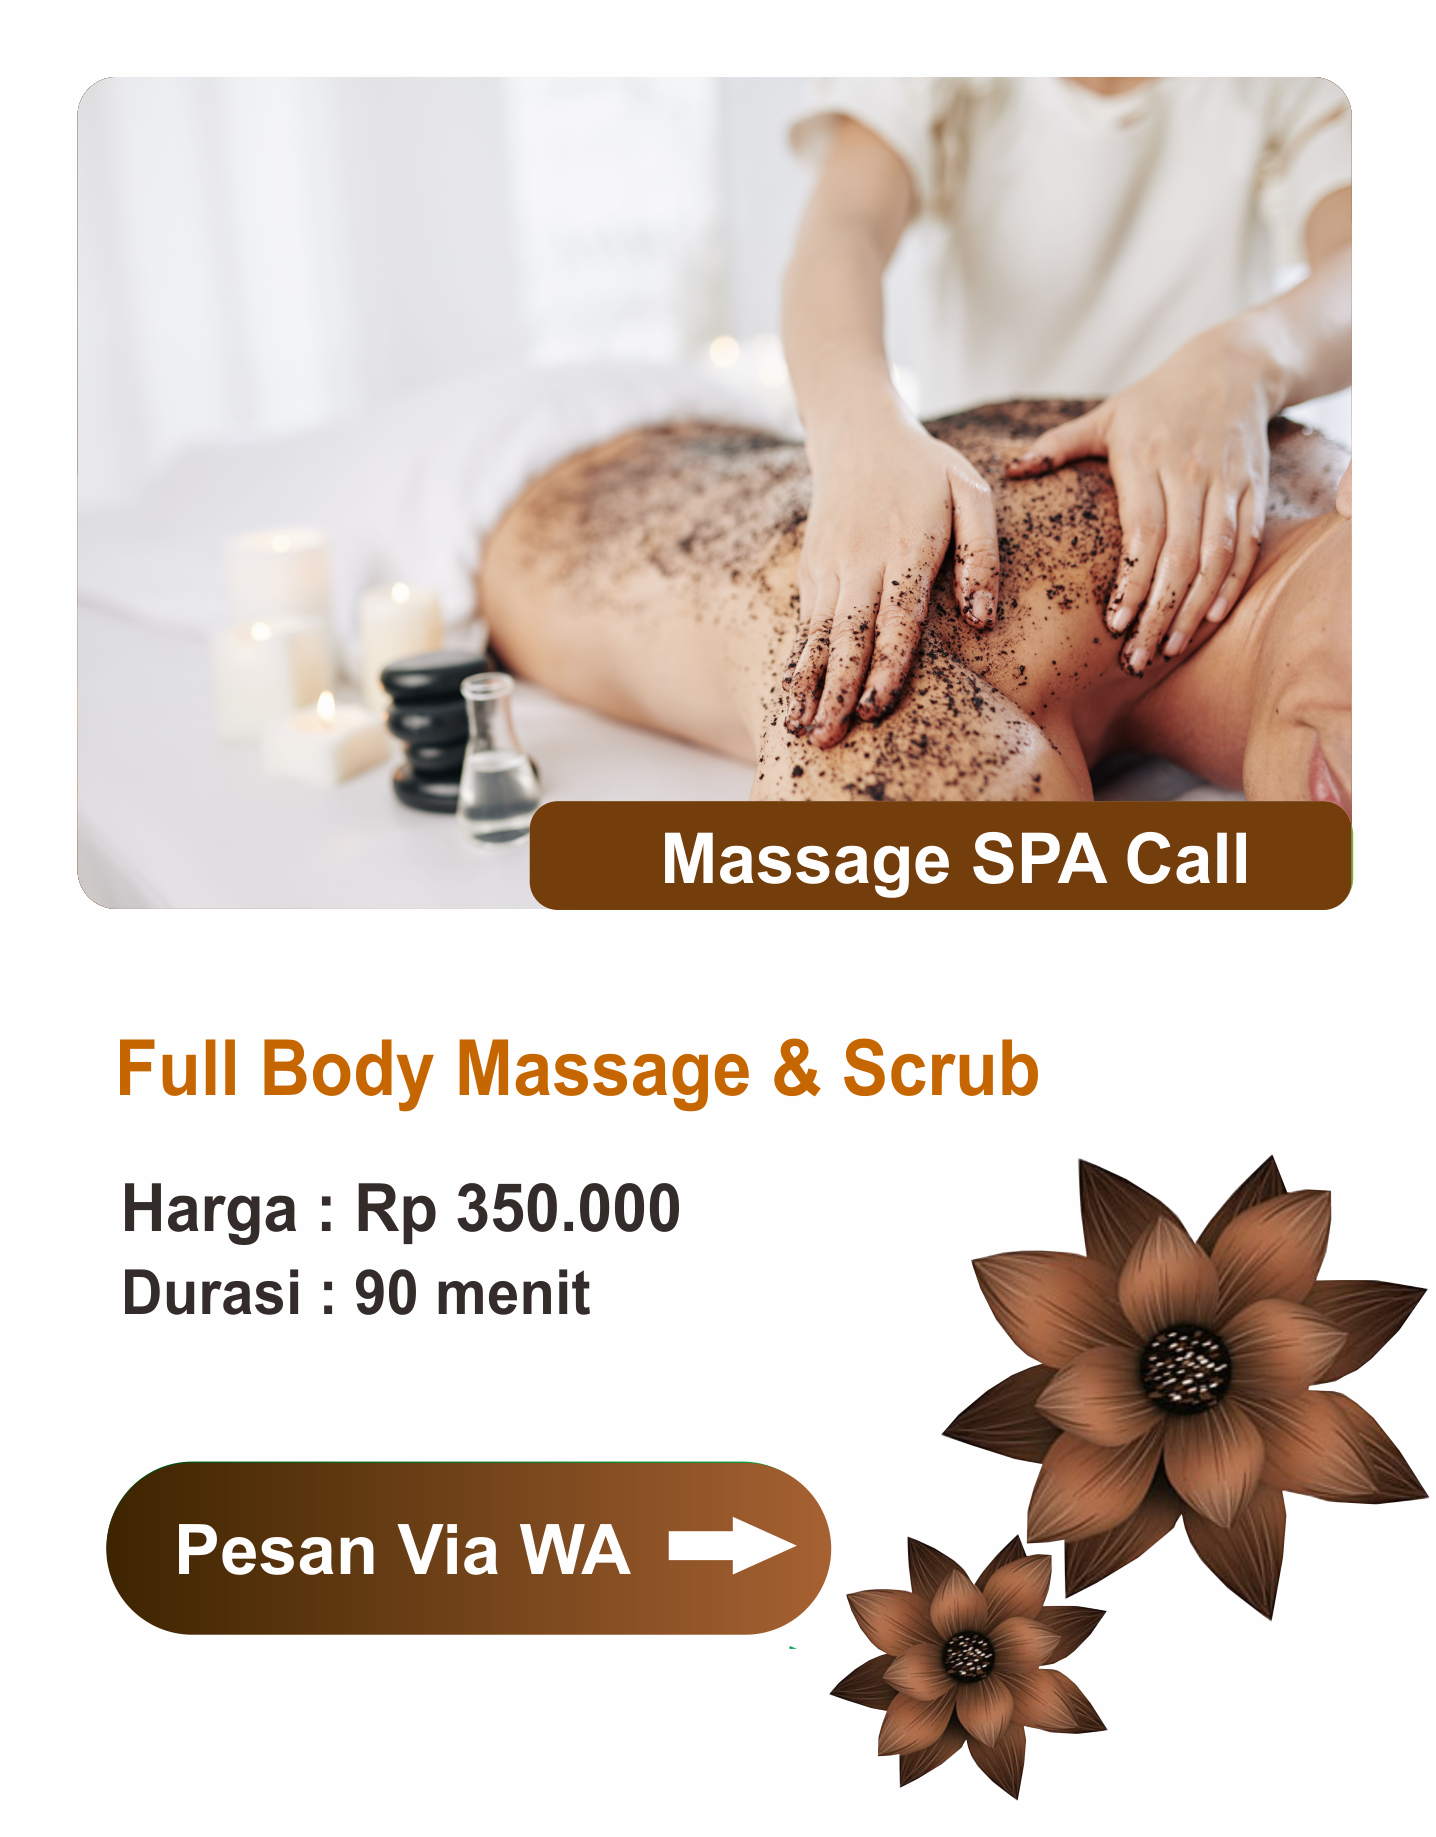 Massage SPA Call
Full Body Massage & Scrub
Harga : Rp 350.000
Durasi : 90 menit
Pesan Via WA